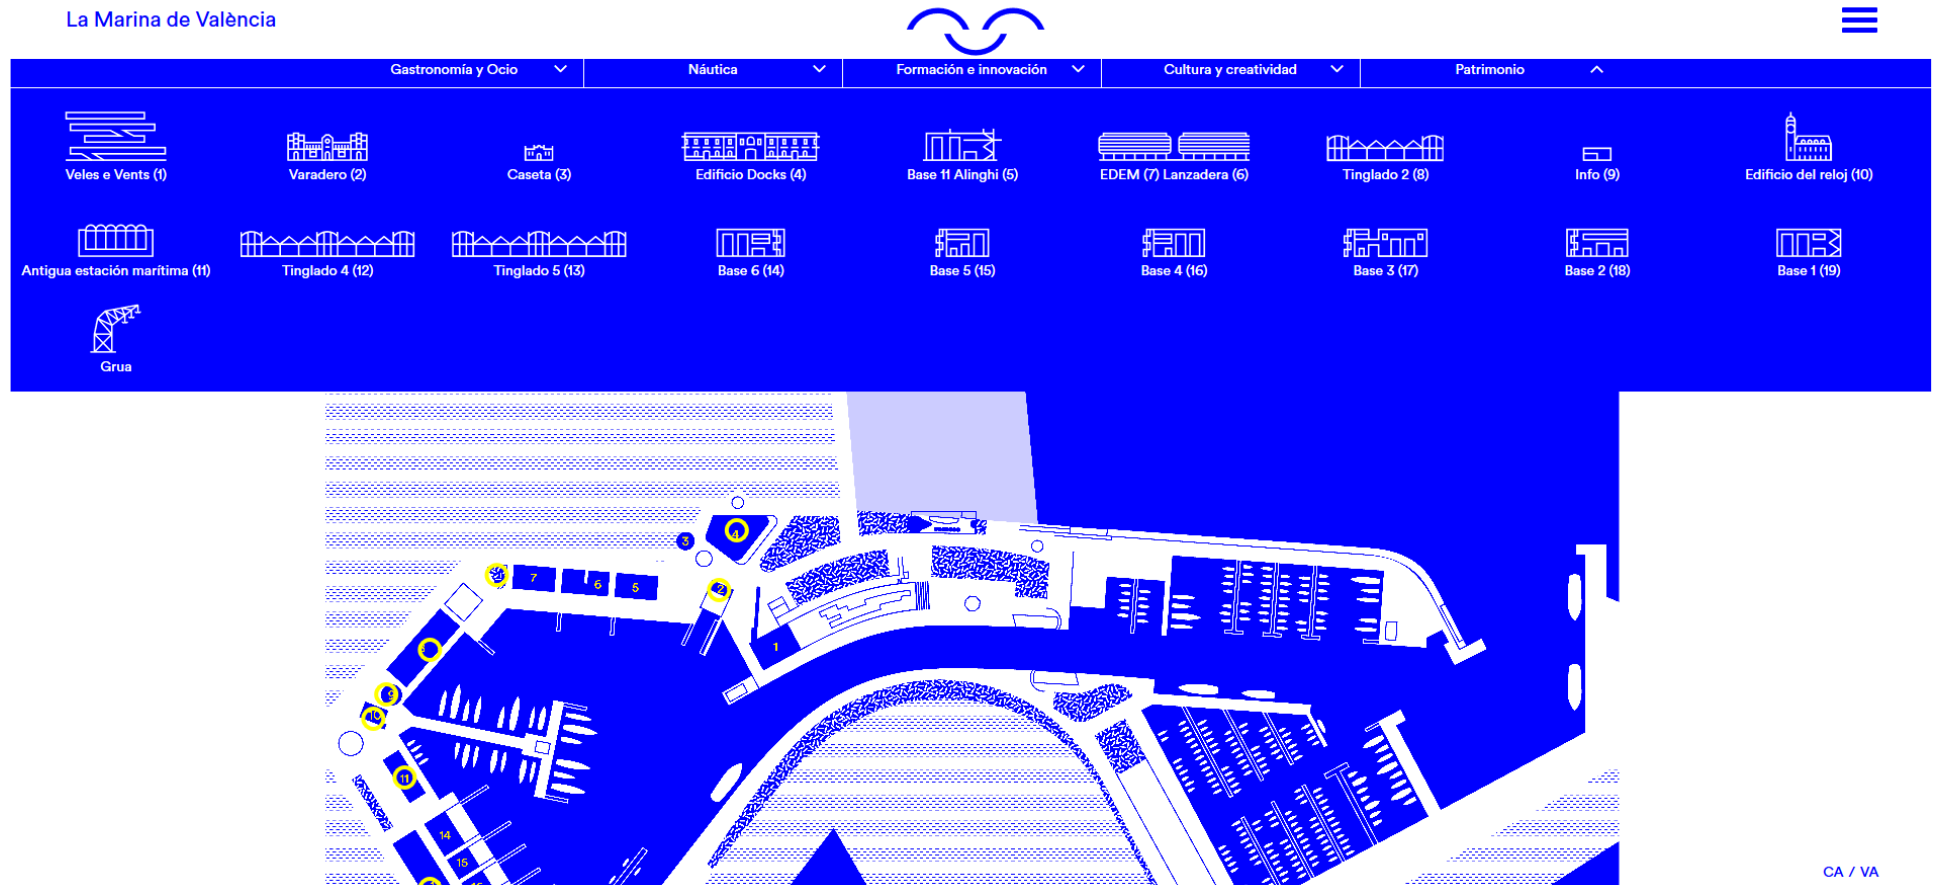 La Marina de València
Gastronomía y Ocio
Náutica
Formación e innovación
Cultura y creatividad
Patrimonio
Veles e Vents (1)
Varadero (2)
Caseta (3)
Edificio Docks (4)
Base 11 Alinghi (5)
EDEM (7) Lanzadera (6)
Tinglado 2 (8)
Info (9)
Edificio del reloj (10)
Antigua estación marítima (11)
Tinglado 4 (12)
Tinglado 5 (13)
Base 6 (14)
Base 5 (15)
Base 4 (16)
Base 3 (17)
Base 2 (18)
Base 1 (19)
Grua
4
3
7
6
5
2
1
9
10
11
14
15
CA / VA